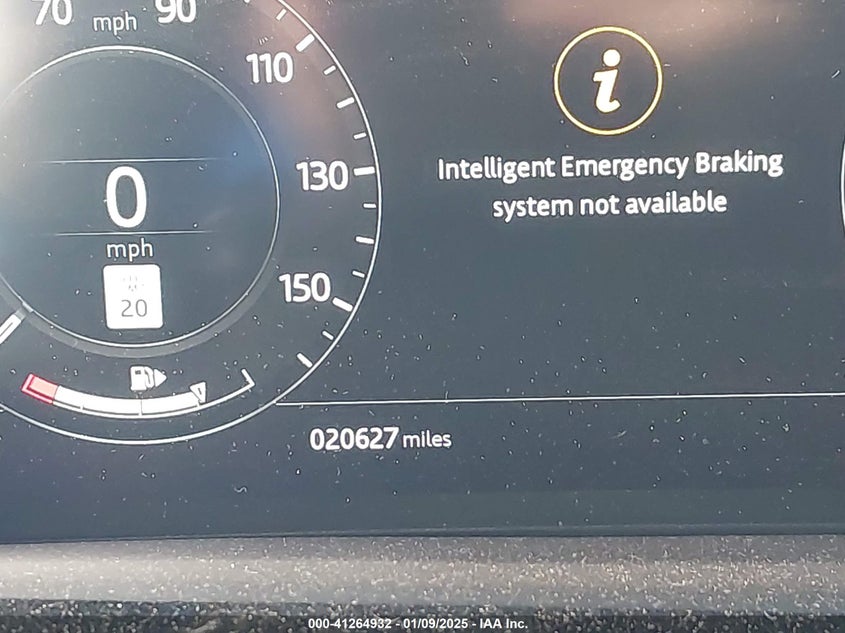 70
mph
90
110
130
150
0
mph
20
i
Intelligent Emergency Braking
system not available
020627 miles
000-41264932 - 01/09/2025 - IAA Inc.